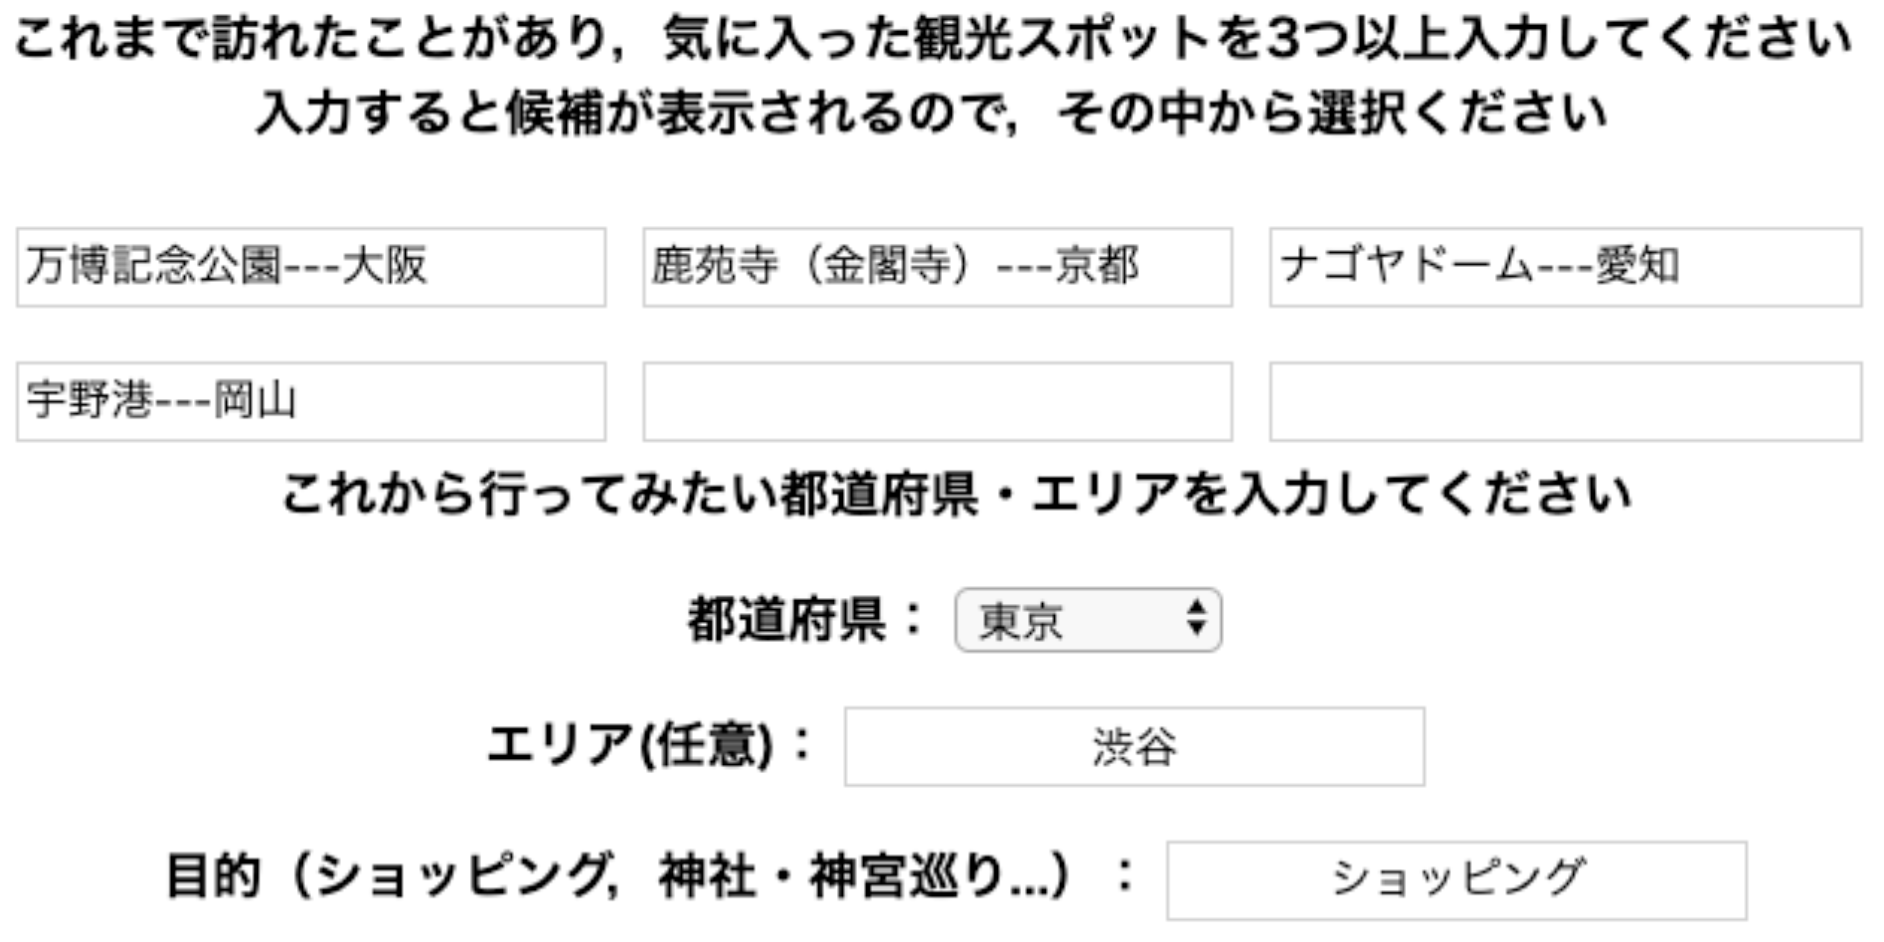 これまで訪れたことがあり，気に入った観光スポットを3つ以上入力してください
入力すると候補が表示されるので，その中から選択ください
万博記念公園---大阪 鹿苑寺（金閣寺）---京都 ナゴヤドーム---愛知
宇野港---岡山
これから行ってみたい都道府県・エリアを入力してください
都道府県： 東京
エリア(任意)： 渋谷
目的（ショッピング，神社・神宮巡り...）： ショッピング